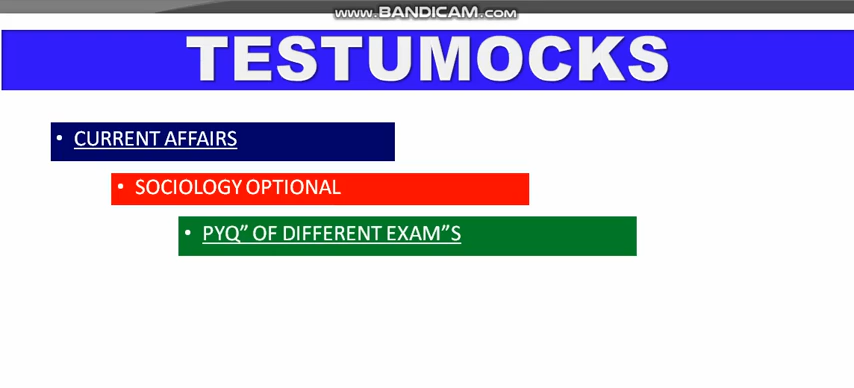 www.BANDICAM.com
TESTUMOCKS
• CURRENT AFFAIRS
• SOCIOLOGY OPTIONAL
• PYQ” OF DIFFERENT EXAM”S